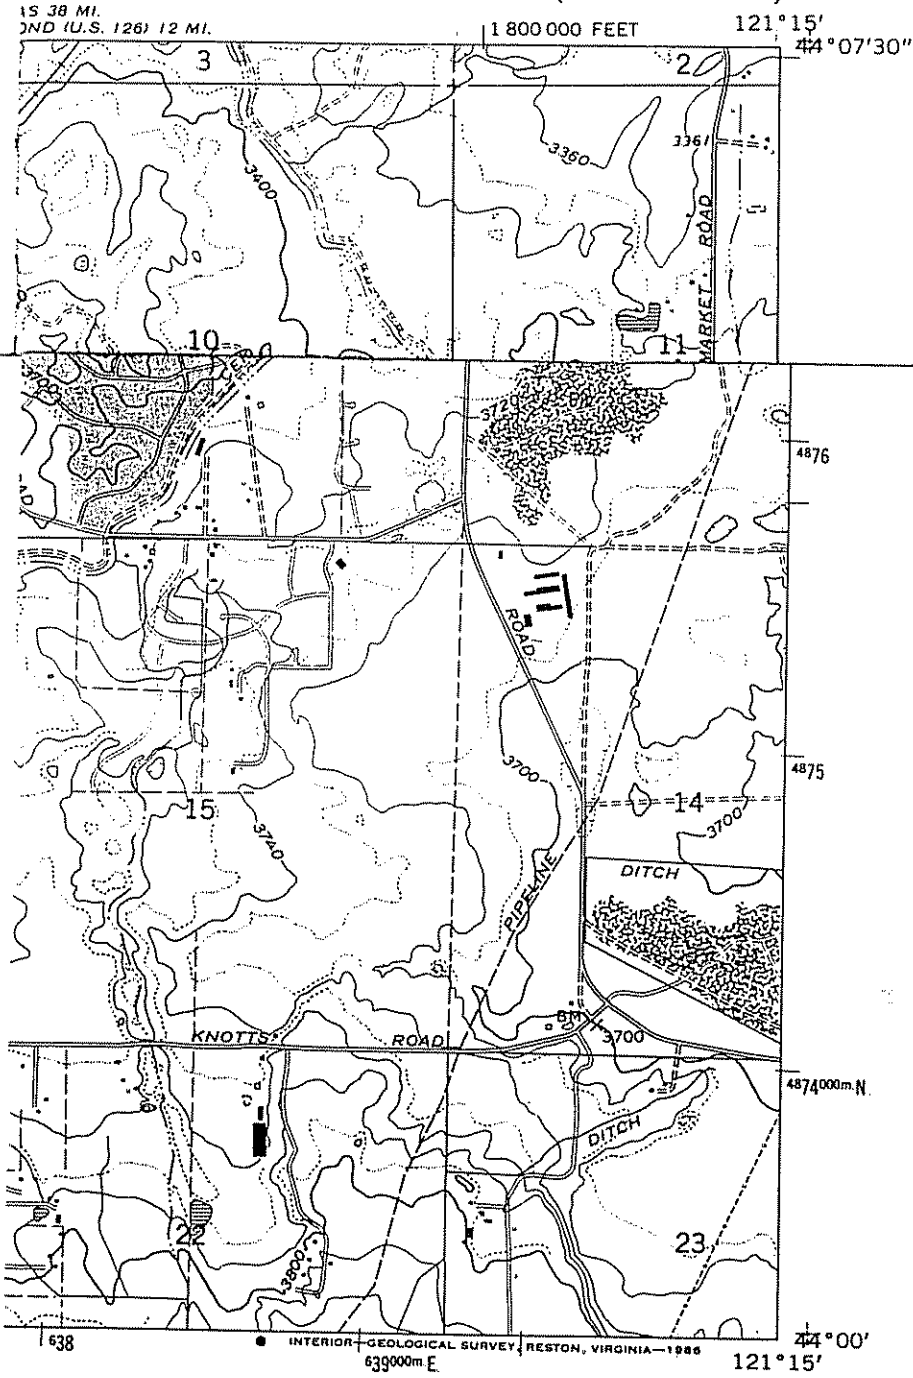 IS 38 MI.
OND (U.S. 126) 12 MI.
1 800 000 FEET
121°15'
44°07'30"
3
2
3361
3360
3400
MARKET ROAD
10
11
3700
4876
ROAD
3700
4875
15
14
3740
3700
DITCH
PIPELINE
BM
3700
KNOTTS
ROAD
4874000m.N.
DITCH
22
23
3800
638
INTERIOR—GEOLOGICAL SURVEY, RESTON, VIRGINIA—1986
639000m.E.
44°00'
121°15'